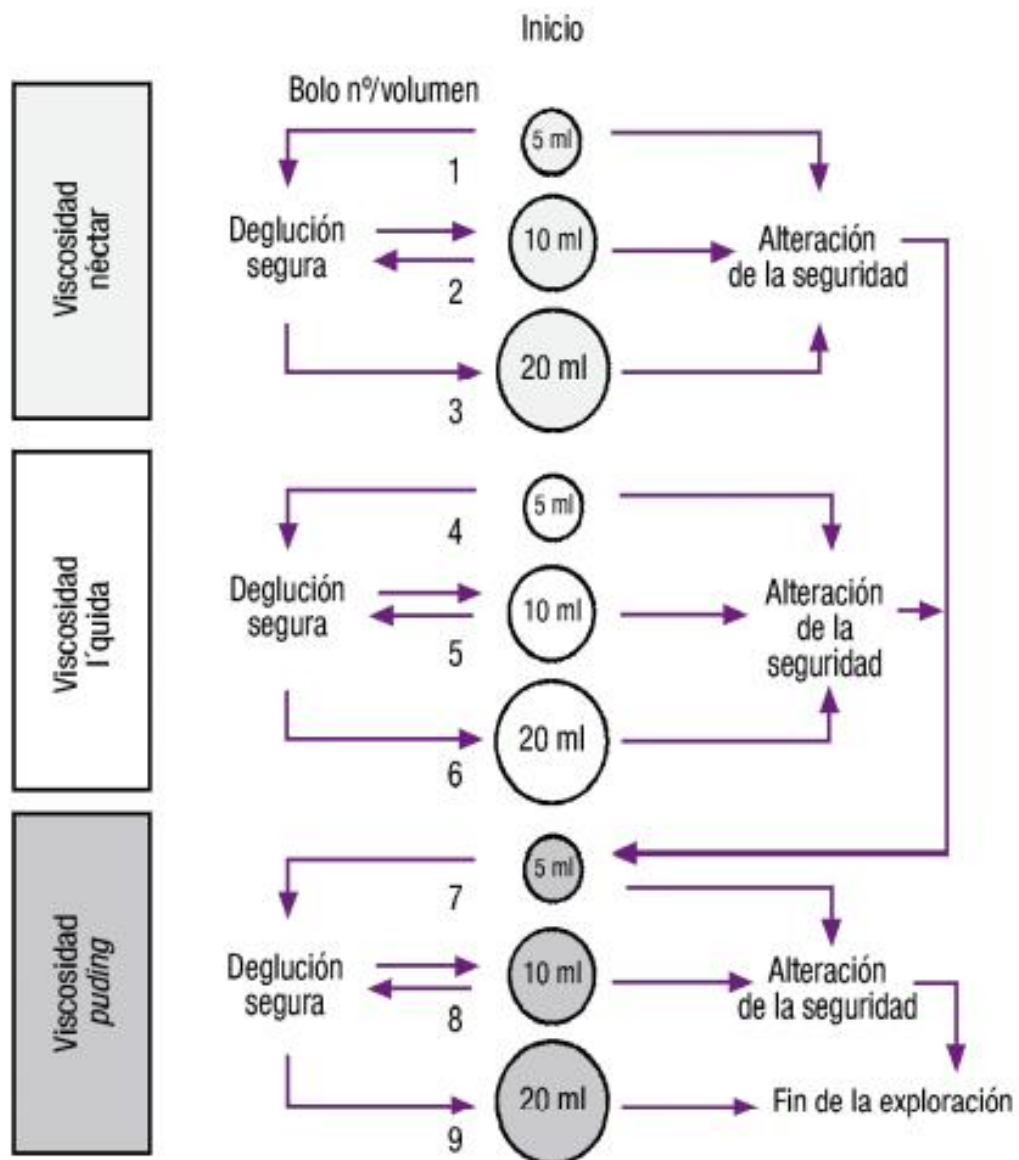 Inicio
Bolo nº/volumen
Viscosidad
néctar
5 ml
1
Deglución
segura
10 ml
2
Alteración
de la seguridad
20 ml
3
Viscosidad
l´quida
5 ml
4
Deglución
segura
10 ml
5
Alteración
de la
seguridad
20 ml
6
Viscosidad
puding
5 ml
7
Deglución
segura
10 ml
8
Alteración
de la seguridad
20 ml
9
Fin de la exploración